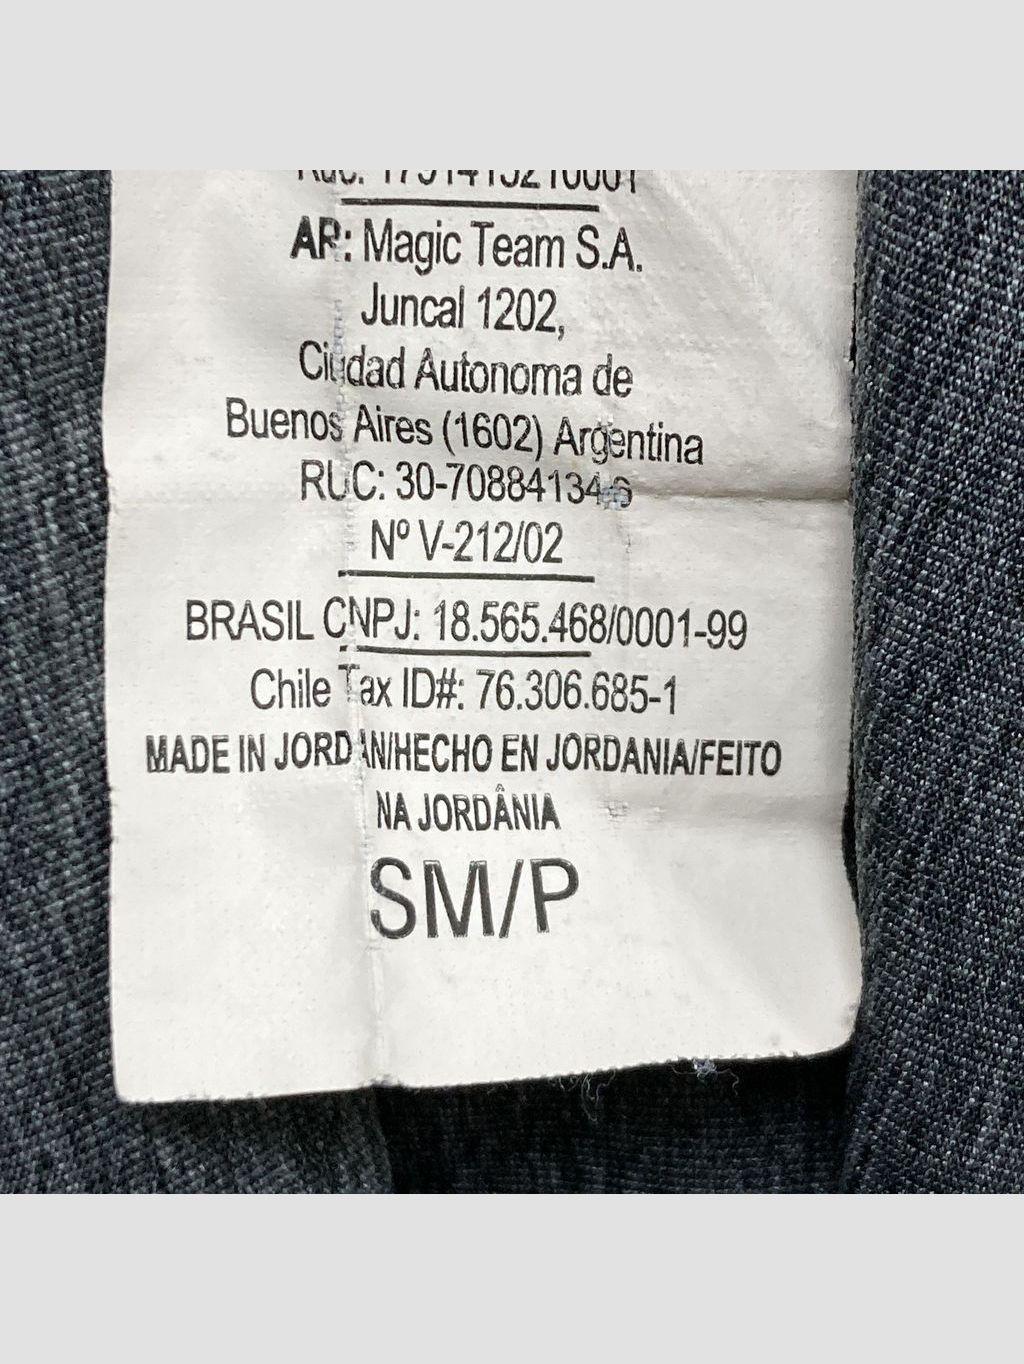 AR: Magic Team S.A.
Juncal 1202,
Ciudad Autonoma de
Buenos Aires (1602) Argentina
RUC: 30-70884134-6
Nº V-212/02
BRASIL CNPJ: 18.565.468/0001-99
Chile Tax ID#: 76.306.685-1
MADE IN JORDAN/HECHO EN JORDANIA/FEITO
NA JORDÂNIA
SM/P